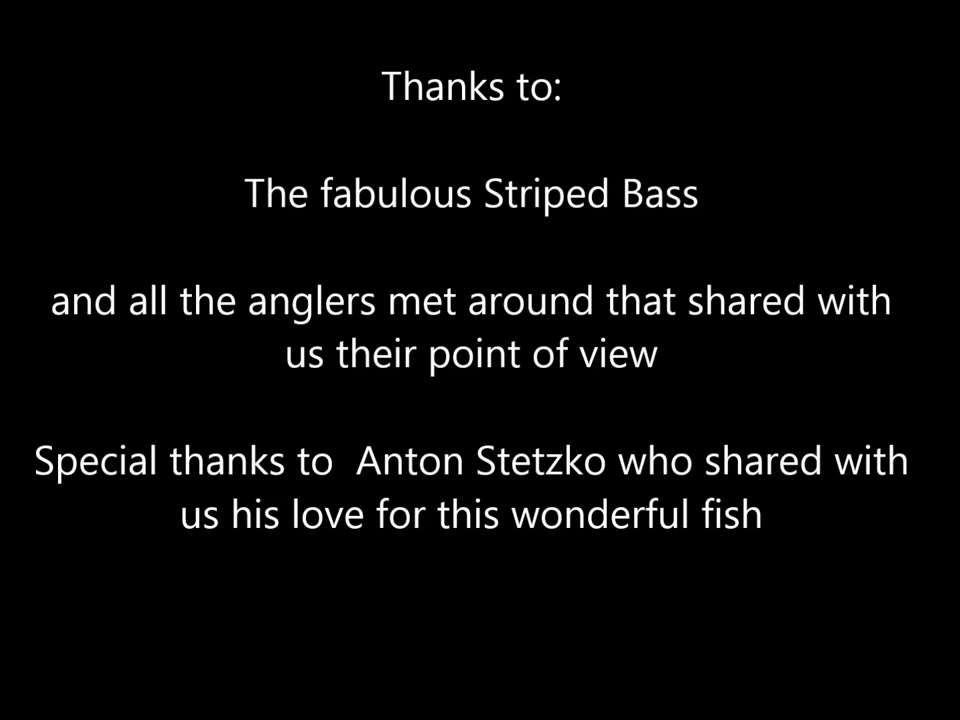 Thanks to:
The fabulous Striped Bass
and all the anglers met around that shared with
us their point of view
Special thanks to  Anton Stetzko who shared with
us his love for this wonderful fish